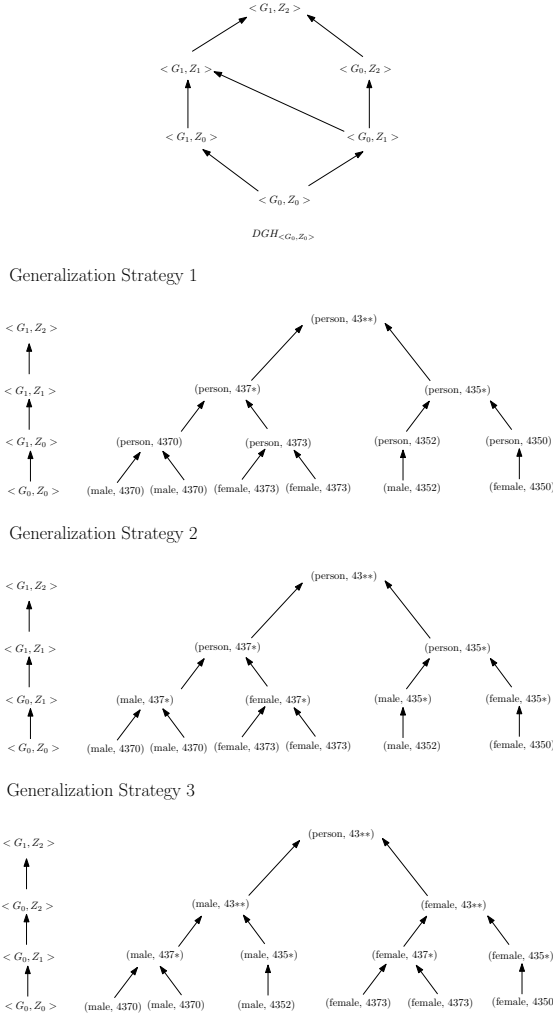 < G₁, Z₂ >
< G₁, Z₁ > < G₀, Z₂ >
< G₁, Z₀ > < G₀, Z₁ >
< G₀, Z₀ >
DGH<G₀,Z₀>
Generalization Strategy 1
< G₁, Z₂ > (person, 43∗∗)
< G₁, Z₁ > (person, 437∗) (person, 435∗)
< G₁, Z₀ > (person, 4370) (person, 4373) (person, 4352) (person, 4350)
< G₀, Z₀ > (male, 4370) (male, 4370) (female, 4373) (female, 4373) (male, 4352) (female, 4350)
Generalization Strategy 2
< G₁, Z₂ > (person, 43∗∗)
< G₁, Z₁ > (person, 437∗) (person, 435∗)
< G₀, Z₁ > (male, 437∗) (female, 437∗) (male, 435∗) (female, 435∗)
< G₀, Z₀ > (male, 4370) (male, 4370) (female, 4373) (female, 4373) (male, 4352) (female, 4350)
Generalization Strategy 3
< G₁, Z₂ > (person, 43∗∗)
< G₀, Z₂ > (male, 43∗∗) (female, 43∗∗)
< G₀, Z₁ > (male, 437∗) (male, 435∗) (female, 437∗) (female, 435∗)
< G₀, Z₀ > (male, 4370) (male, 4370) (male, 4352) (female, 4373) (female, 4373) (female, 4350